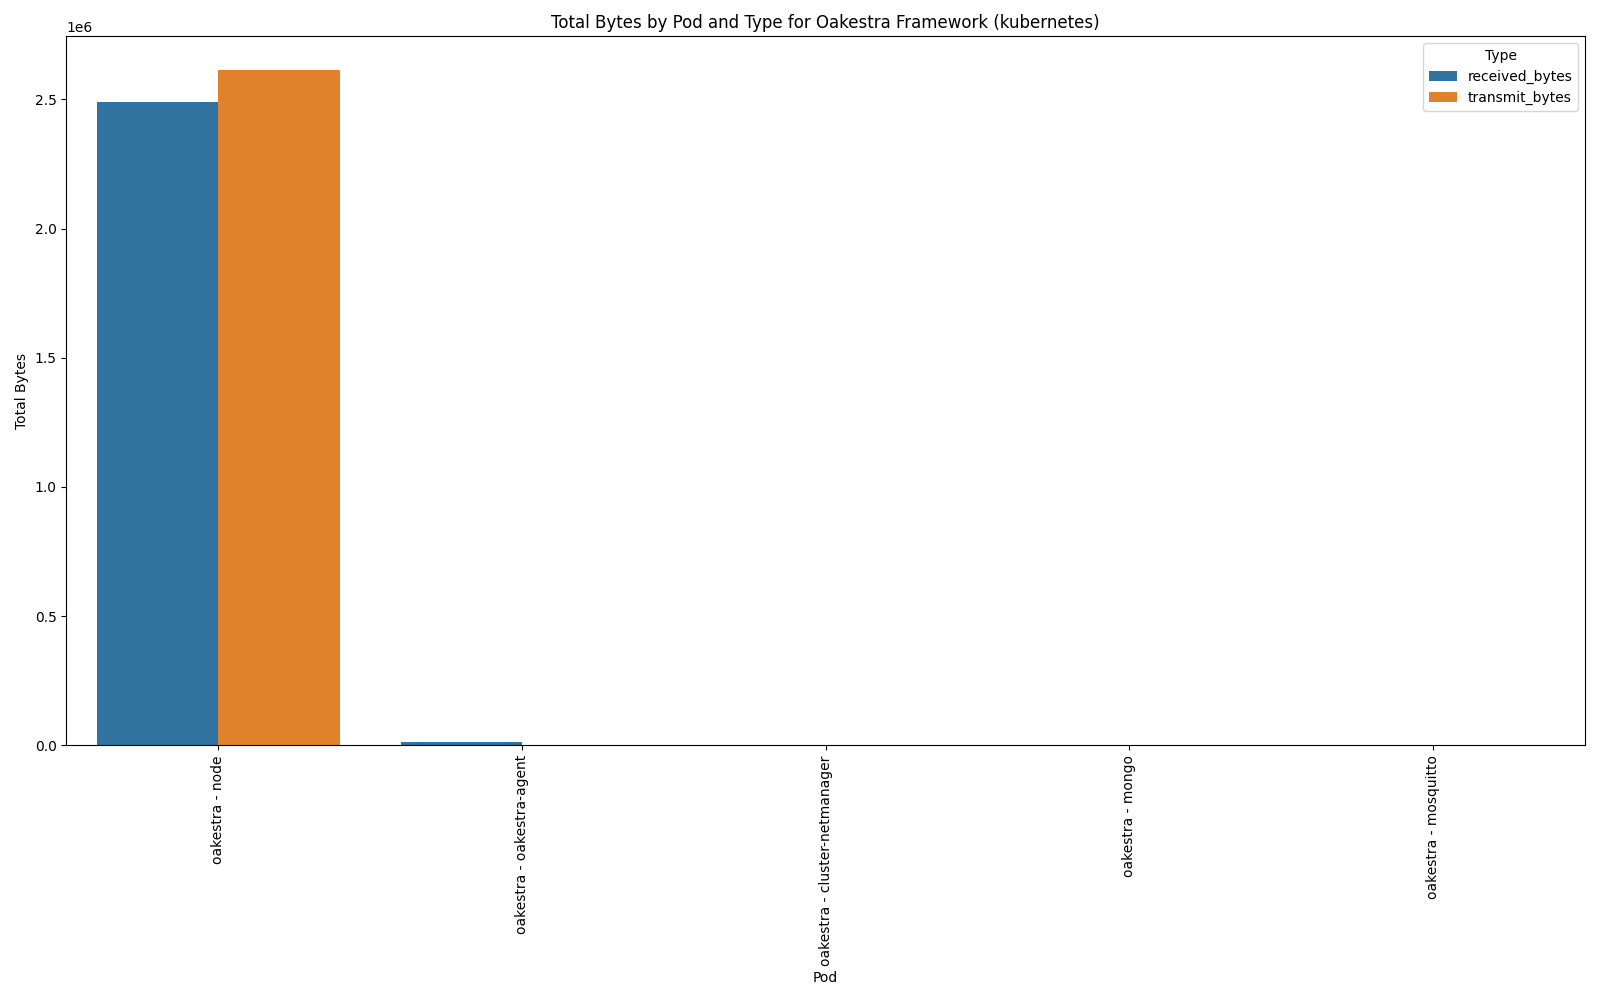 Total Bytes by Pod and Type for Oakestra Framework (kubernetes)
1e6
Type
received_bytes
transmit_bytes
2.5
2.0
1.5
1.0
0.5
0.0
Total Bytes
oakestra - node
oakestra - oakestra-agent
oakestra - cluster-netmanager
oakestra - mongo
oakestra - mosquitto
Pod